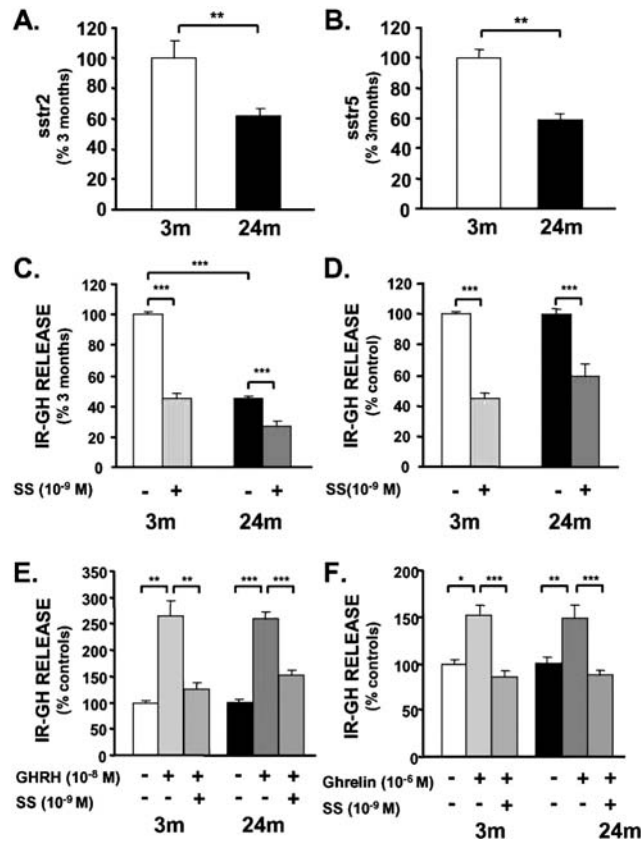 A.
**
sstr2
(% 3 months)
120
100
80
60
40
20
0
3m 24m
B.
**
sstr5
(% 3months)
120
100
80
60
40
20
0
3m 24m
C.
***
***
***
IR-GH RELEASE
(% 3 months)
120
100
80
60
40
20
0
SS (10⁻⁹ M) - + - +
3m 24m
D.
*** ***
IR-GH RELEASE
(% control)
120
100
80
60
40
20
0
SS(10⁻⁹ M) - + - +
3m 24m
E.
** ** *** ***
IR-GH RELEASE
(% controls)
350
300
250
200
150
100
50
0
GHRH (10⁻⁸ M) - + + - + +
SS (10⁻⁹ M) - - + - - +
3m 24m
F.
* *** ** ***
IR-GH RELEASE
(% controls)
200
150
100
50
0
Ghrelin (10⁻⁶ M) - + + - + +
SS (10⁻⁹ M) - - + - - +
3m 24m